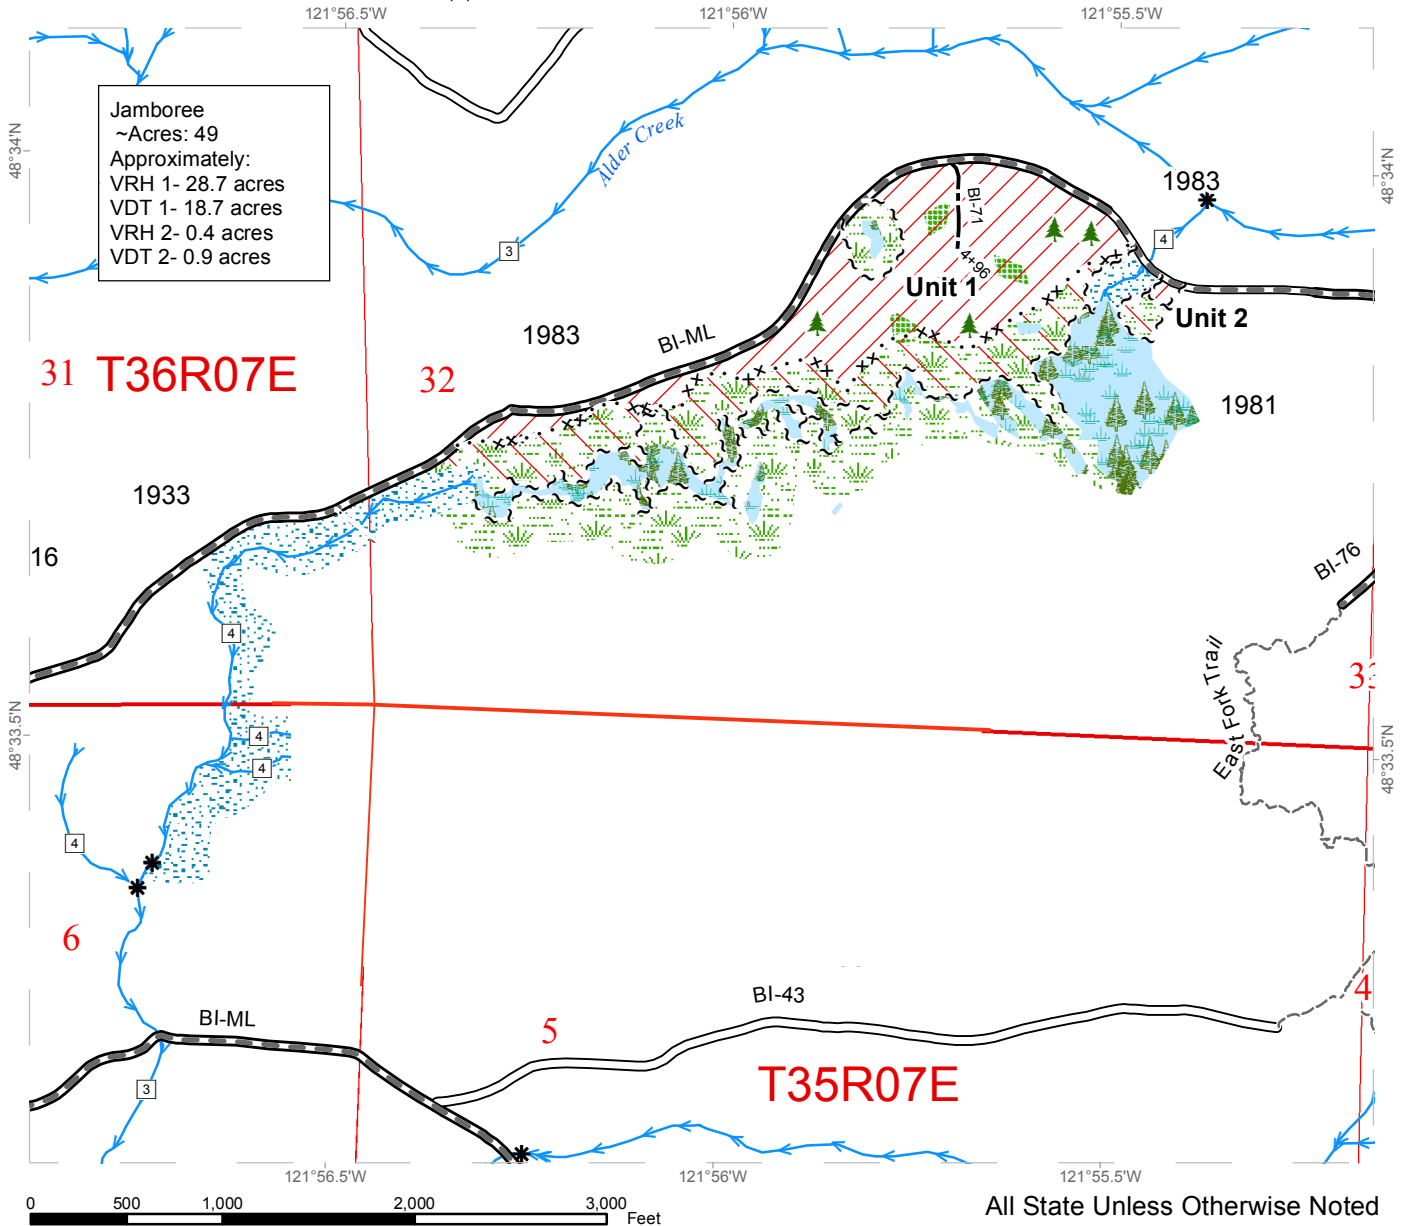 121°56.5'W
121°56'W
121°55.5'W
Jamboree
~Acres: 49
Approximately:
VRH 1- 28.7 acres
VDT 1- 18.7 acres
VRH 2- 0.4 acres
VDT 2- 0.9 acres
48°34'N
48°34'N
Alder Creek
3
1983
4
BI-71
4+96
Unit 1
Unit 2
1983
BI-ML
31
T36R07E
32
1981
1933
16
BI-76
4
33
East Fork Trail
48°33.5'N
48°33.5'N
4
4
4
6
4
BI-43
BI-ML
5
3
T35R07E
121°56.5'W
121°56'W
121°55.5'W
0
500
1,000
2,000
3,000
Feet
All State Unless Otherwise Noted